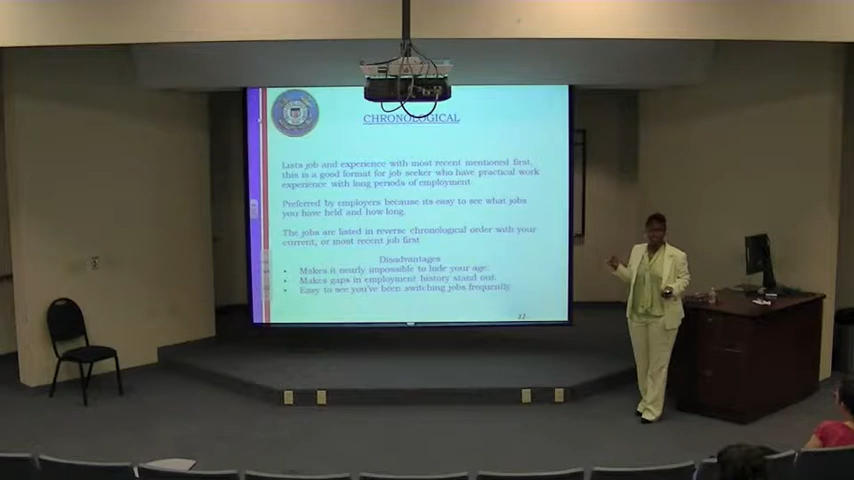 CHRONOLOGICAL
Lists job and experience with most recent mentioned first,
this is a good format for job seeker who have practical work
experience with long periods of employment
Preferred by employers because its easy to see what jobs
you have held and how long.
The jobs are listed in reverse chronological order with your
current, or most recent job first
Disadvantages
• Makes it nearly impossible to hide your age.
• Makes gaps in employment history stand out.
• Easy to see you've been switching jobs frequently